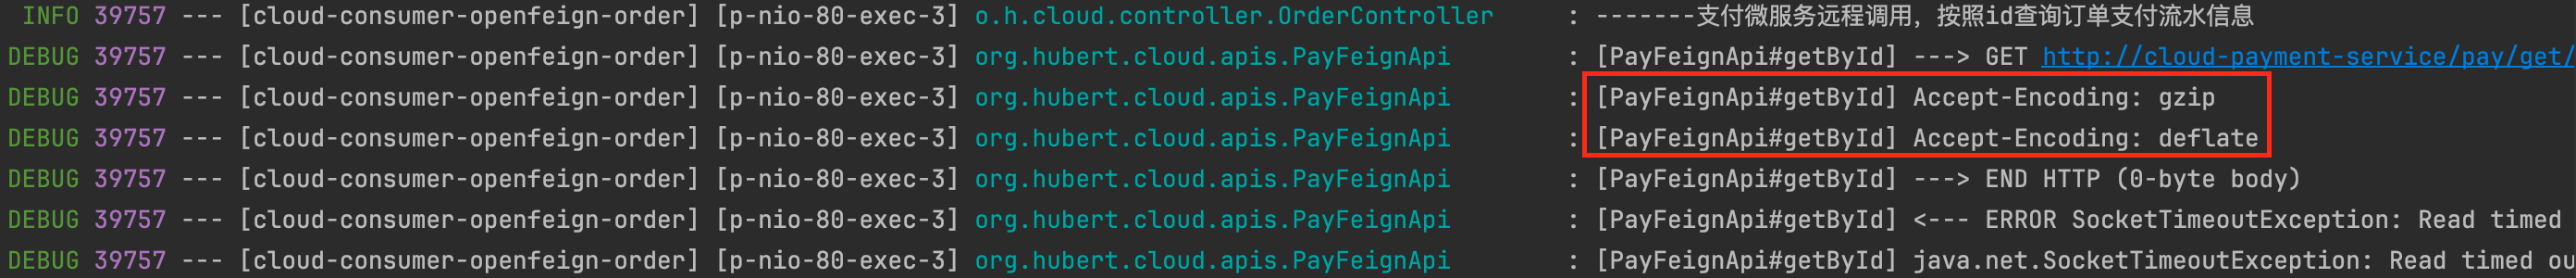 INFO 39757 --- [cloud-consumer-openfeign-order] [p-nio-80-exec-3] o.h.cloud.controller.OrderController : -------支付微服务远程调用，按照id查询订单支付流水信息
DEBUG 39757 --- [cloud-consumer-openfeign-order] [p-nio-80-exec-3] org.hubert.cloud.apis.PayFeignApi : [PayFeignApi#getById] ---> GET http://cloud-payment-service/pay/get/
DEBUG 39757 --- [cloud-consumer-openfeign-order] [p-nio-80-exec-3] org.hubert.cloud.apis.PayFeignApi : [PayFeignApi#getById] Accept-Encoding: gzip
DEBUG 39757 --- [cloud-consumer-openfeign-order] [p-nio-80-exec-3] org.hubert.cloud.apis.PayFeignApi : [PayFeignApi#getById] Accept-Encoding: deflate
DEBUG 39757 --- [cloud-consumer-openfeign-order] [p-nio-80-exec-3] org.hubert.cloud.apis.PayFeignApi : [PayFeignApi#getById] ---> END HTTP (0-byte body)
DEBUG 39757 --- [cloud-consumer-openfeign-order] [p-nio-80-exec-3] org.hubert.cloud.apis.PayFeignApi : [PayFeignApi#getById] <--- ERROR SocketTimeoutException: Read timed
DEBUG 39757 --- [cloud-consumer-openfeign-order] [p-nio-80-exec-3] org.hubert.cloud.apis.PayFeignApi : [PayFeignApi#getById] java.net.SocketTimeoutException: Read timed ou